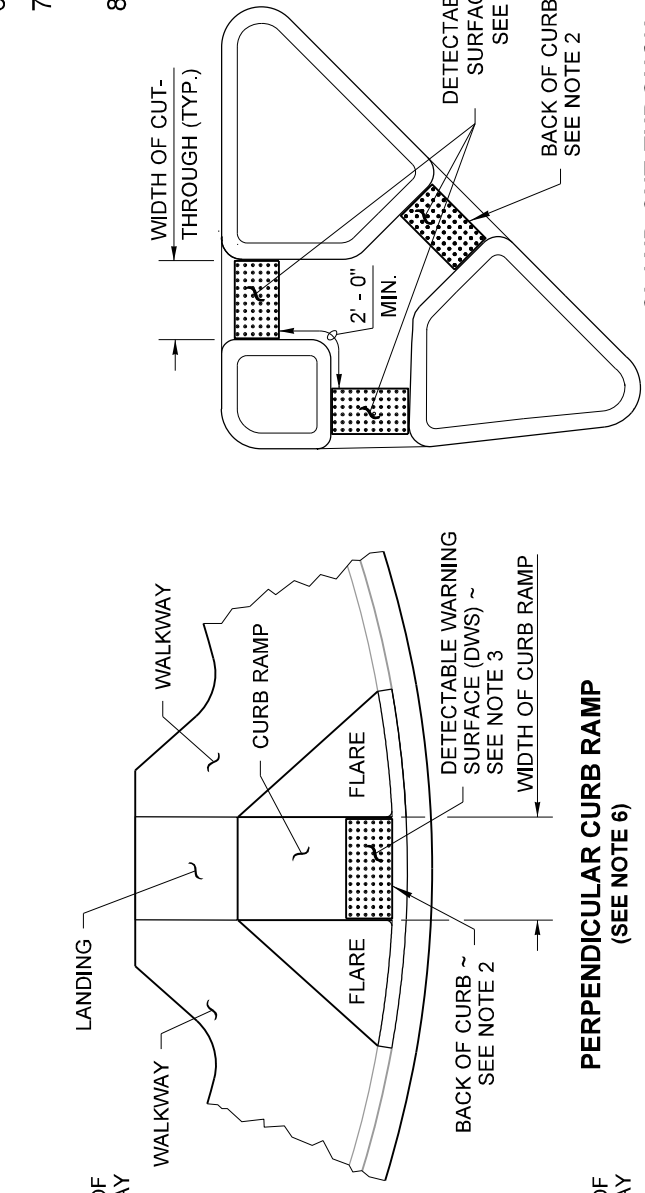 LANDING
WALKWAY
WALKWAY
CURB RAMP
FLARE
FLARE
BACK OF CURB ~
SEE NOTE 2
DETECTABLE WARNING
SURFACE (DWS) ~
SEE NOTE 3
WIDTH OF CURB RAMP
PERPENDICULAR CURB RAMP
(SEE NOTE 6)
WIDTH OF CUT-
THROUGH (TYP.)
2' - 0"
MIN.
SEE
BACK OF CURB
SEE NOTE 2
7
8